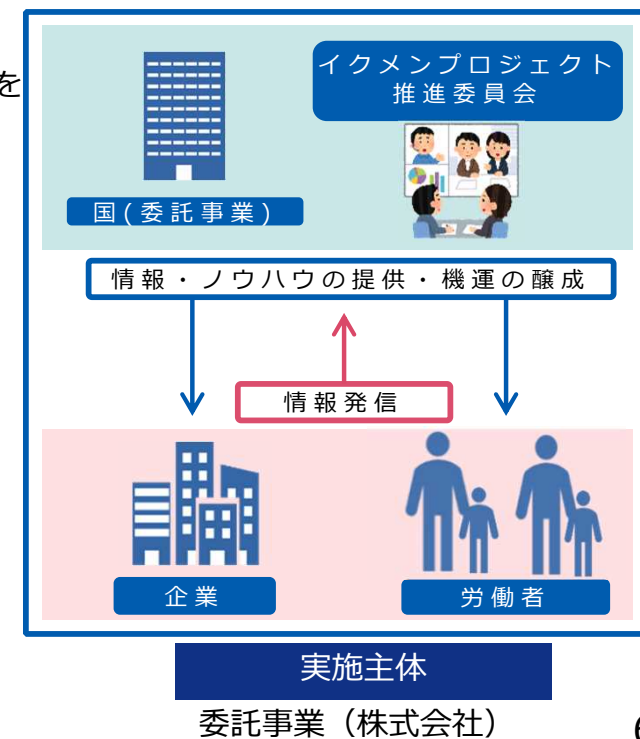 を
イクメンプロジェクト
推進委員会
国(委託事業)
情報・ノウハウの提供・機運の醸成
情報発信
企業
労働者
実施主体
委託事業（株式会社）